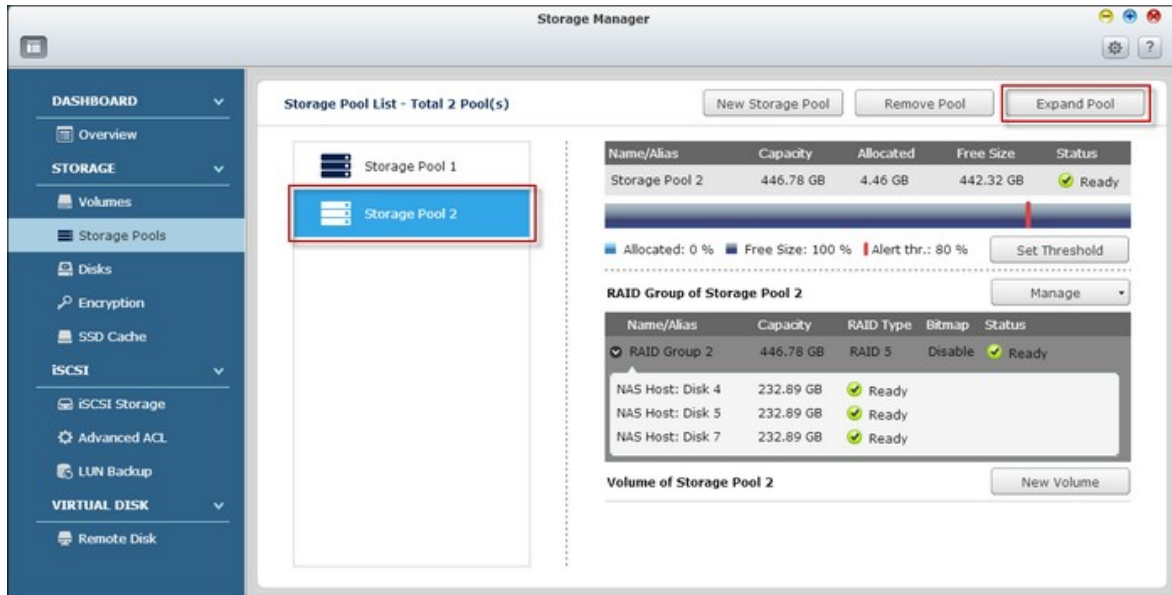 Storage Manager
?
DASHBOARD
Overview
STORAGE
Volumes
Storage Pools
Disks
Encryption
SSD Cache
iSCSI
iSCSI Storage
Advanced ACL
LUN Backup
VIRTUAL DISK
Remote Disk
Storage Pool List - Total 2 Pool(s)
New Storage Pool
Remove Pool
Expand Pool
Storage Pool 1
Storage Pool 2
Name/Alias Capacity Allocated Free Size Status
Storage Pool 2 446.78 GB 4.46 GB 442.32 GB Ready
Allocated: 0 % Free Size: 100 % Alert thr.: 80 %
Set Threshold
RAID Group of Storage Pool 2
Manage
Name/Alias Capacity RAID Type Bitmap Status
RAID Group 2 446.78 GB RAID 5 Disable Ready
NAS Host: Disk 4 232.89 GB Ready
NAS Host: Disk 5 232.89 GB Ready
NAS Host: Disk 7 232.89 GB Ready
Volume of Storage Pool 2
New Volume